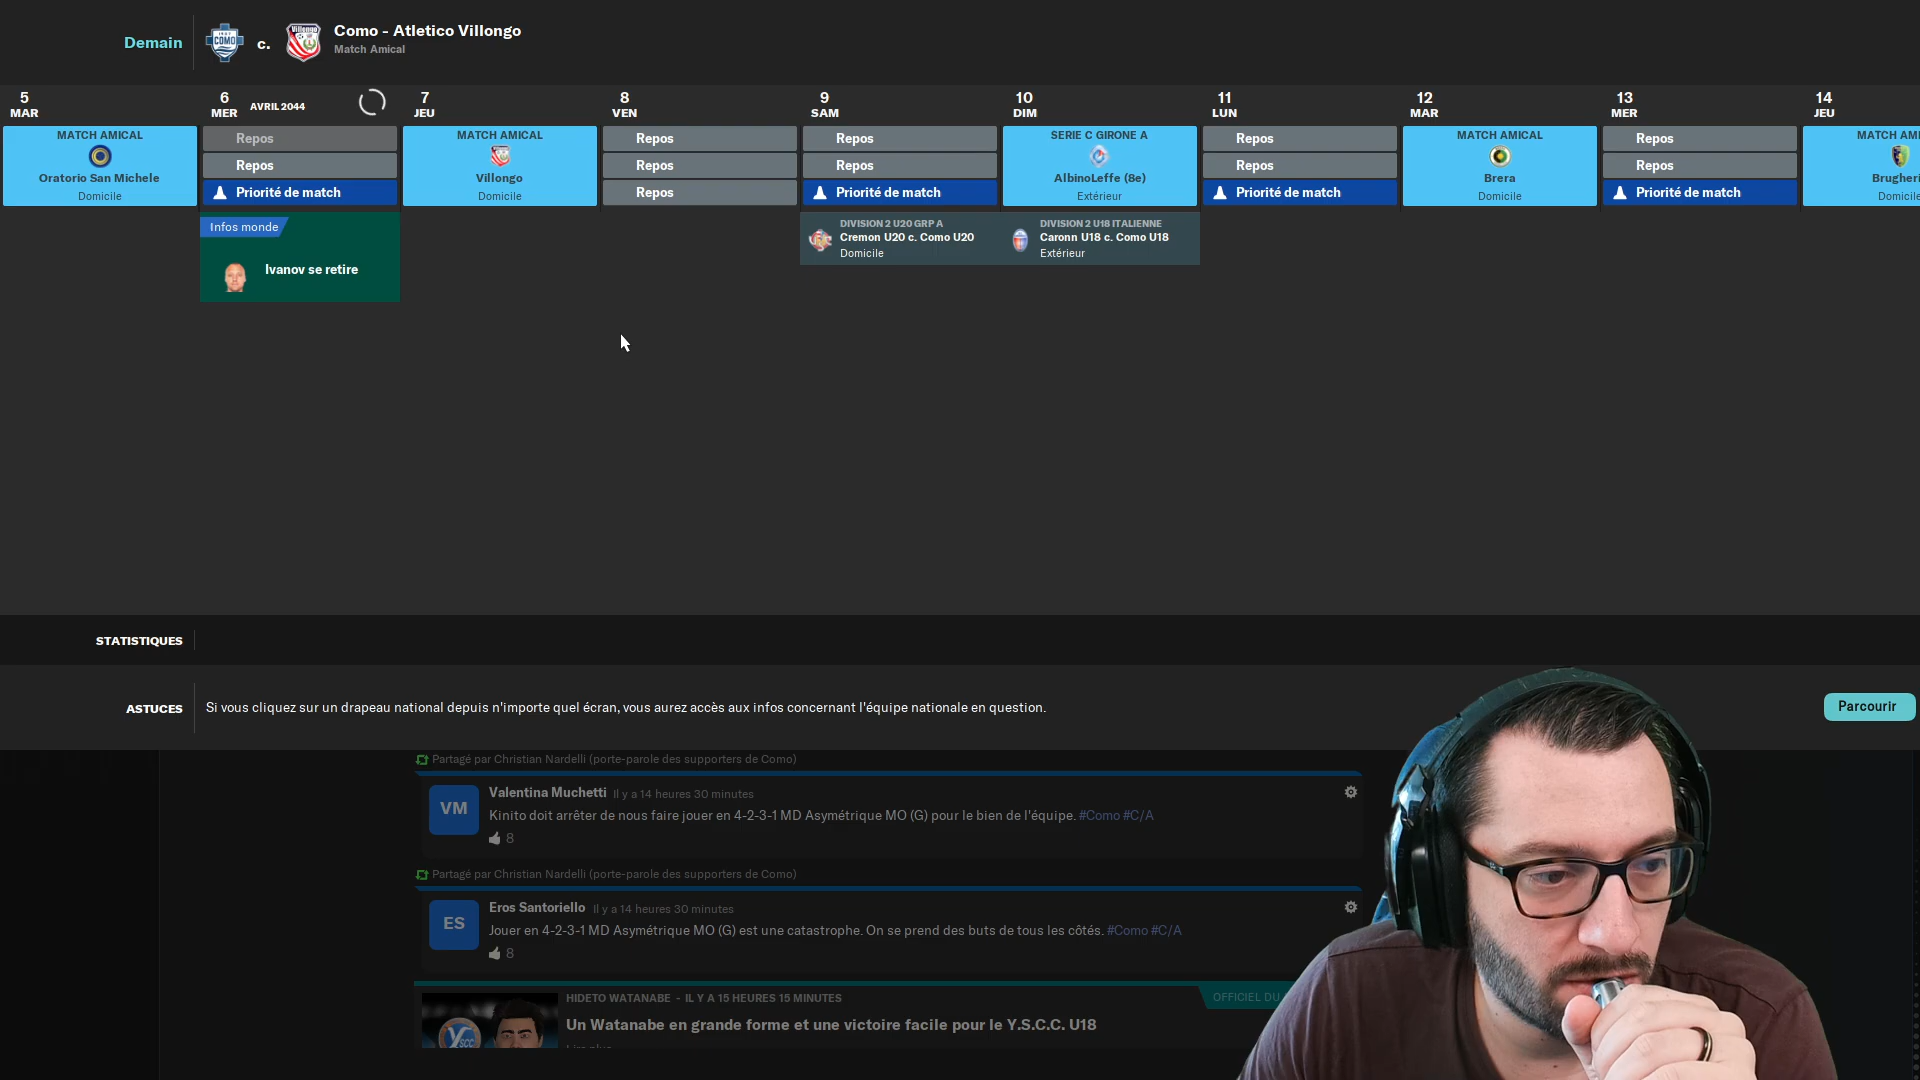 Demain
c.
Como - Atletico Villongo
Match Amical
5
MAR
6
MER
AVRIL 2044
7
JEU
8
VEN
9
SAM
10
DIM
11
LUN
12
MAR
13
MER
14
JEU
MATCH AMICAL
Oratorio San Michele
Domicile
Repos
Repos
Priorité de match
MATCH AMICAL
Villongo
Domicile
Repos
Repos
Repos
Repos
Repos
Priorité de match
SERIE C GIRONE A
AlbinoLeffe (8e)
Extérieur
Repos
Repos
Priorité de match
MATCH AMICAL
Brera
Domicile
Repos
Repos
Priorité de match
MATCH AMI
Brugheri
Domicile
Infos monde
Ivanov se retire
DIVISION 2 U20 GRP A
Cremon U20 c. Como U20
Domicile
DIVISION 2 U18 ITALIENNE
Caronn U18 c. Como U18
Extérieur
STATISTIQUES
ASTUCES
Si vous cliquez sur un drapeau national depuis n'importe quel écran, vous aurez accès aux infos concernant l'équipe nationale en question.
Parcourir
Partagé par Christian Nardelli (porte-parole des supporters de Como)
VM
Valentina Muchetti Il y a 14 heures 30 minutes
Kinito doit arrêter de nous faire jouer en 4-2-3-1 MD Asymétrique MO (G) pour le bien de l'équipe. #Como #C/A
8
Partagé par Christian Nardelli (porte-parole des supporters de Como)
ES
Eros Santoriello Il y a 14 heures 30 minutes
Jouer en 4-2-3-1 MD Asymétrique MO (G) est une catastrophe. On se prend des buts de tous les côtés. #Como #C/A
8
HIDETO WATANABE - IL Y A 15 HEURES 15 MINUTES
OFFICIEL DU
Un Watanabe en grande forme et une victoire facile pour le Y.S.C.C. U18